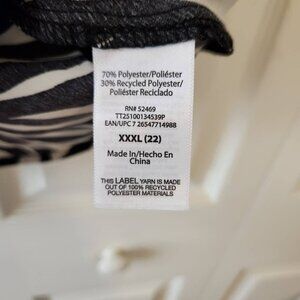 70% Polyester/Poliéster
30% Recycled Polyester/
Poliéster Reciclado
RN# 52469
TT25100134539P
EAN/UPC 7 26547714988
XXXL (22)
Made In/Hecho En
China
THIS LABEL YARN IS MADE
OUT OF 100% RECYCLED
POLYESTER MATERIALS